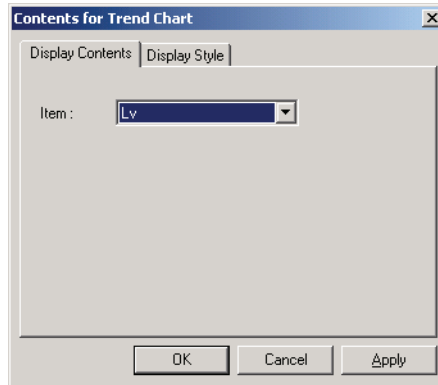 Contents for Trend Chart
Display Contents Display Style
Item : Lv
OK Cancel Apply